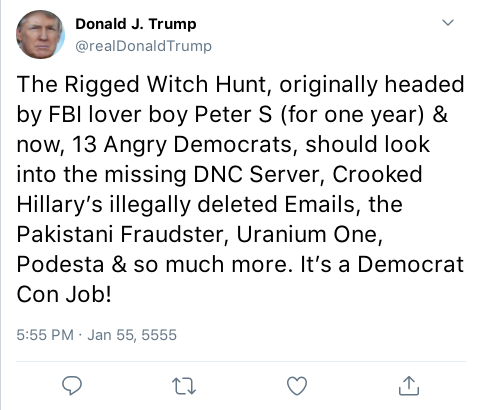 Donald J. Trump
@realDonaldTrump
The Rigged Witch Hunt, originally headed
by FBI lover boy Peter S (for one year) &
now, 13 Angry Democrats, should look
into the missing DNC Server, Crooked
Hillary’s illegally deleted Emails, the
Pakistani Fraudster, Uranium One,
Podesta & so much more. It’s a Democrat
Con Job!
5:55 PM · Jan 55, 5555